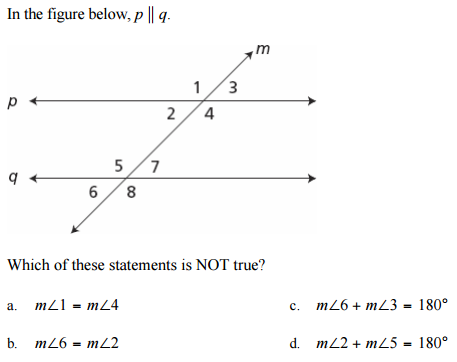 In the figure below, p || q.
m
1 3
p
2 4
5 7
q
6 8
Which of these statements is NOT true?
a. m∠1 = m∠4
c. m∠6 + m∠3 = 180°
b. m∠6 = m∠2
d. m∠2 + m∠5 = 180°